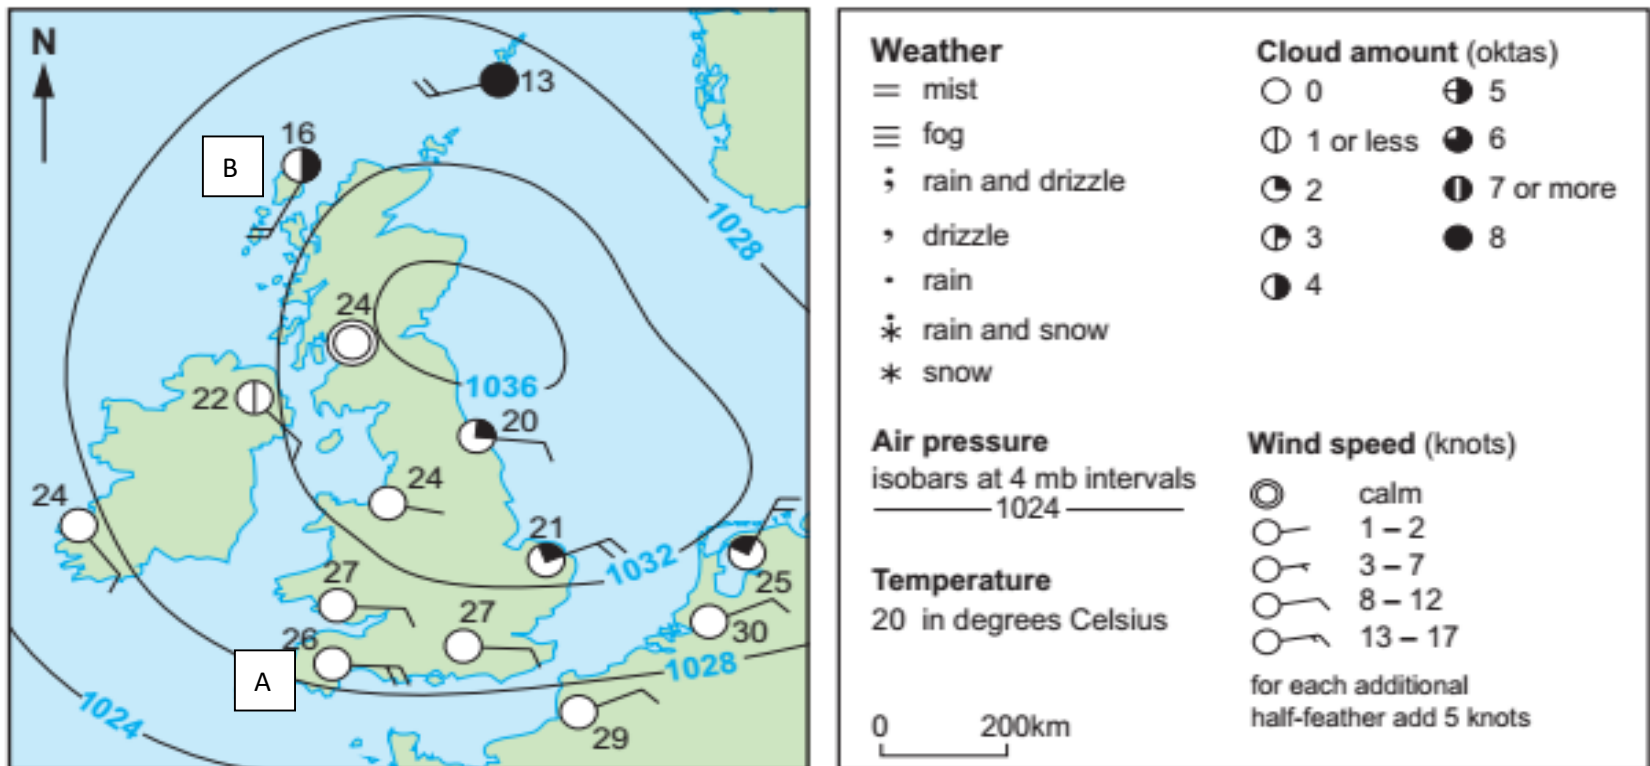 N
13
16
B
1028
24
1036
22
20
24
24
21
1032
25
27
27
30
26
1028
A
1024
29
Weather
mist
fog
rain and drizzle
drizzle
rain
rain and snow
snow
Cloud amount (oktas)
0
5
1 or less
6
2
7 or more
3
8
4
Air pressure
isobars at 4 mb intervals
1024
Temperature
20 in degrees Celsius
0 200km
Wind speed (knots)
calm
1 – 2
3 – 7
8 – 12
13 – 17
for each additional
half-feather add 5 knots